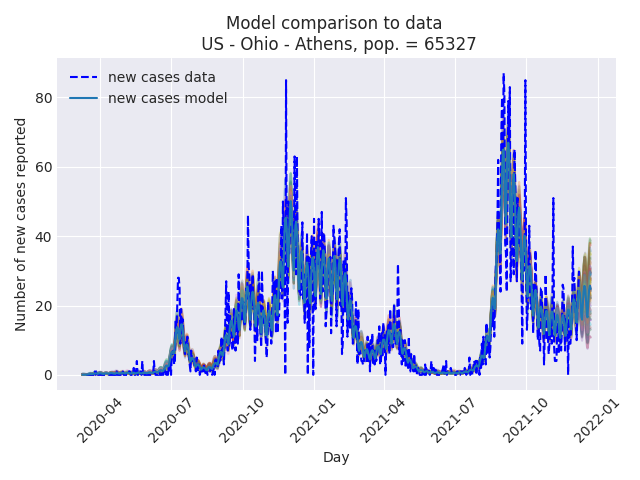 Model comparison to data
US - Ohio - Athens, pop. = 65327
new cases data
new cases model
Number of new cases reported
80
60
40
20
0
2020-04
2020-07
2020-10
2021-01
2021-04
2021-07
2021-10
2022-01
Day